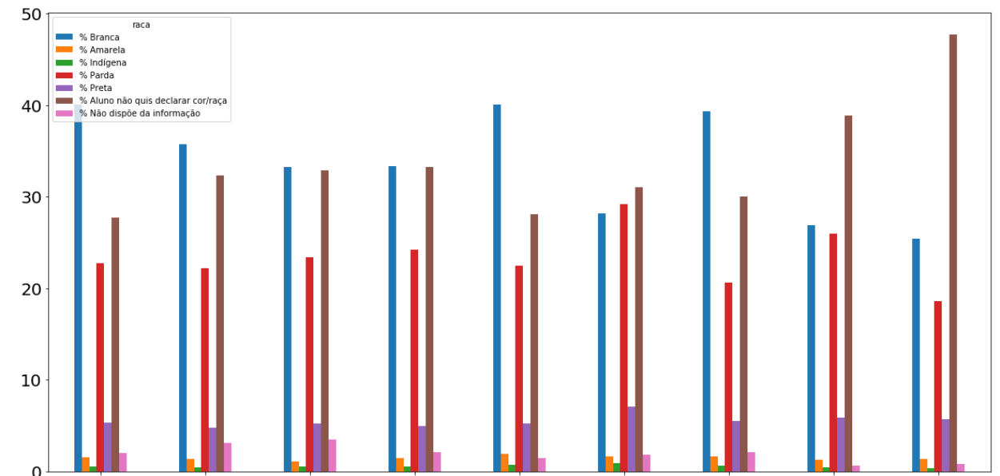 50
40
30
20
10
0
raca
% Branca
% Amarela
% Indígena
% Parda
% Preta
% Aluno não quis declarar cor/raça
% Não dispõe da informação